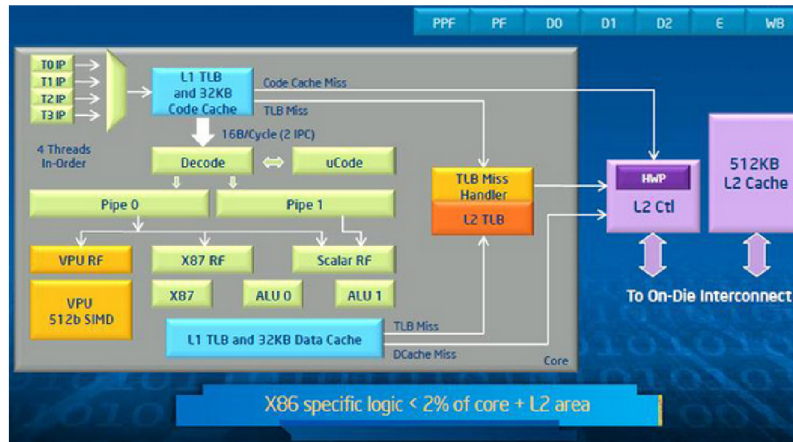 PPF PF D0 D1 D2 E WB
T0 IP
T1 IP
T2 IP
T3 IP
4 Threads
In-Order
L1 TLB
and 32KB
Code Cache
Code Cache Miss
TLB Miss
16B/Cycle (2 IPC)
Decode
uCode
Pipe 0
Pipe 1
TLB Miss
Handler
L2 TLB
HWP
L2 Ctl
512KB
L2 Cache
VPU RF
X87 RF
Scalar RF
VPU
512b SIMD
X87
ALU 0
ALU 1
To On-Die Interconnect
L1 TLB and 32KB Data Cache
TLB Miss
DCache Miss
Core
X86 specific logic < 2% of core + L2 area